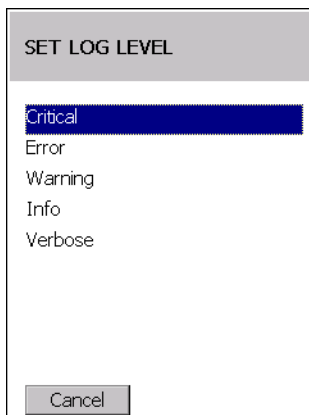 SET LOG LEVEL
Critical
Error
Warning
Info
Verbose
Cancel